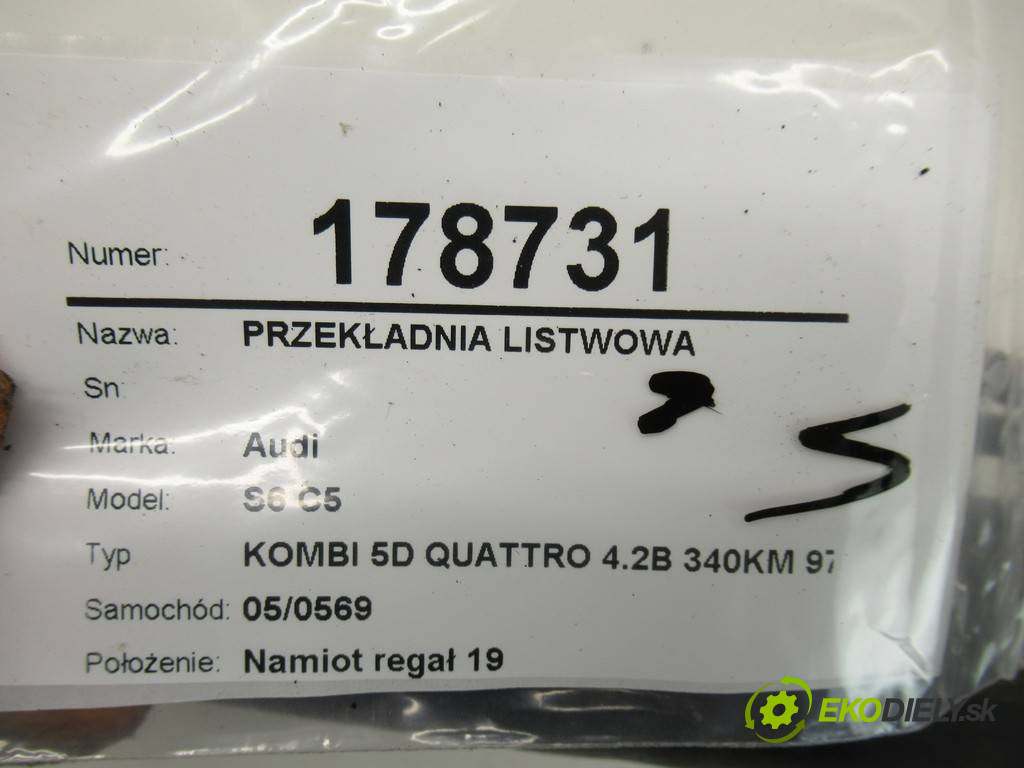 Numer: 178731
Nazwa: PRZEKŁADNIA LISTWOWA
Sn
Marka: Audi
Model: S6 C5
Typ KOMBI 5D QUATTRO 4.2B 340KM 97
Samochód: 05/0569
Położenie: Namiot regał 19
EKODIELY.sk